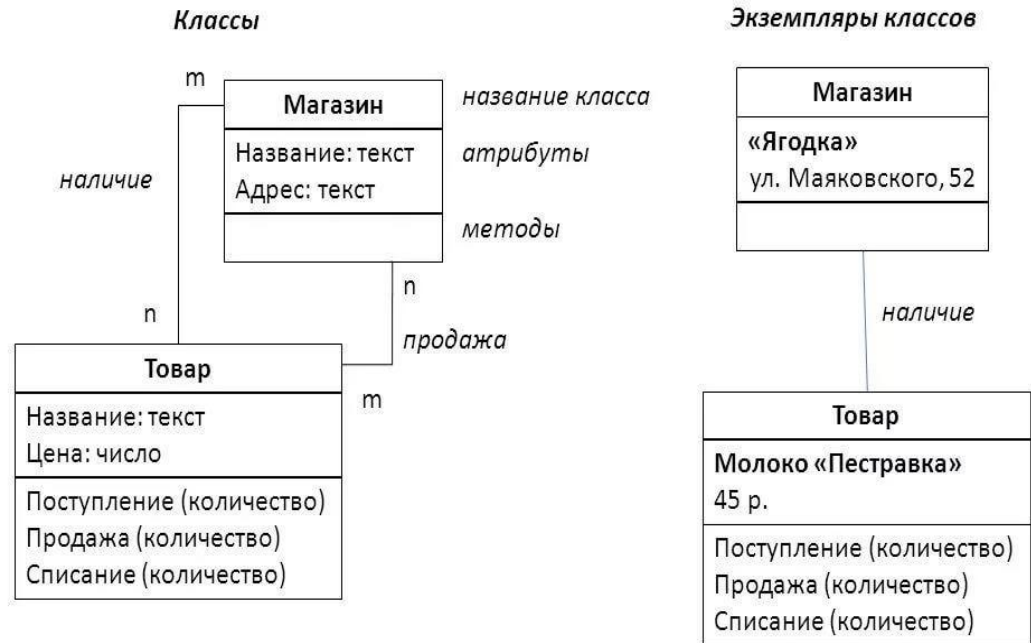 Классы
Экземпляры классов
m
Магазин
название класса
Название: текст
Адрес: текст
атрибуты
наличие
методы
n
n
продажа
Товар
m
Название: текст
Цена: число
Поступление (количество)
Продажа (количество)
Списание (количество)
Магазин
«Ягодка»
ул. Маяковского, 52
наличие
Товар
Молоко «Пестравка»
45 р.
Поступление (количество)
Продажа (количество)
Списание (количество)